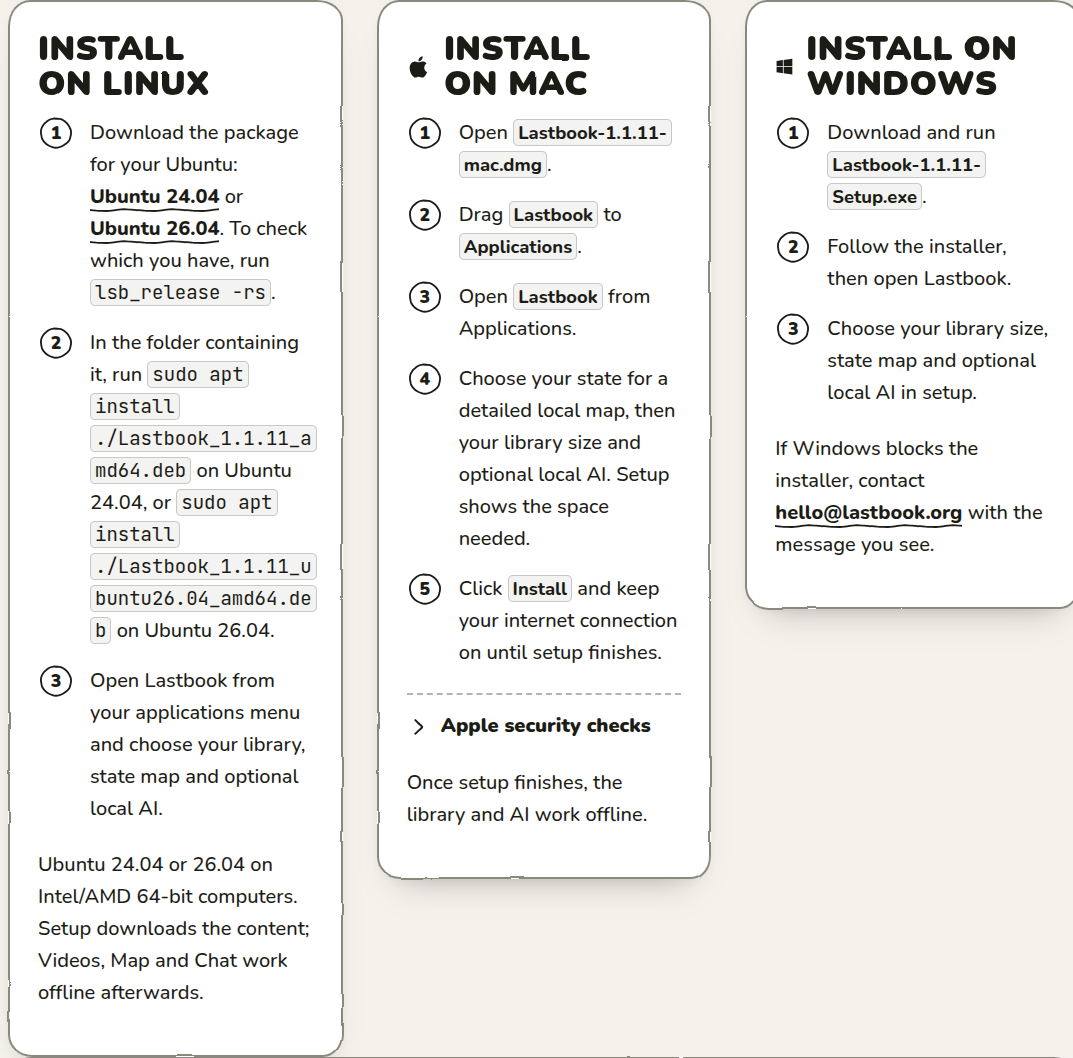 INSTALL
ON LINUX
1 Download the package
for your Ubuntu:
Ubuntu 24.04 or
Ubuntu 26.04. To check
which you have, run
lsb_release -rs.
2 In the folder containing
it, run sudo apt
install
./Lastbook_1.1.11_a
md64.deb on Ubuntu
24.04, or sudo apt
install
./Lastbook_1.1.11_u
buntu26.04_amd64.de
b on Ubuntu 26.04.
3 Open Lastbook from
your applications menu
and choose your library,
state map and optional
local AI.
Ubuntu 24.04 or 26.04 on
Intel/AMD 64-bit computers.
Setup downloads the content;
Videos, Map and Chat work
offline afterwards.
INSTALL
ON MAC
1 Open Lastbook-1.1.11-
mac.dmg.
2 Drag Lastbook to
Applications.
3 Open Lastbook from
Applications.
4 Choose your state for a
detailed local map, then
your library size and
optional local AI. Setup
shows the space
needed.
5 Click Install and keep
your internet connection
on until setup finishes.
Apple security checks
Once setup finishes, the
library and AI work offline.
INSTALL ON
WINDOWS
1 Download and run
Lastbook-1.1.11-
Setup.exe.
2 Follow the installer,
then open Lastbook.
3 Choose your library size,
state map and optional
local AI in setup.
If Windows blocks the
installer, contact
hello@lastbook.org with the
message you see.